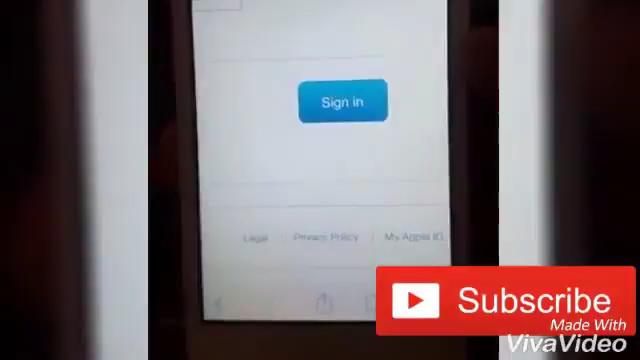 Sign in
Legal
Privacy Policy
My Apple ID
Subscribe
Made With
VivaVideo